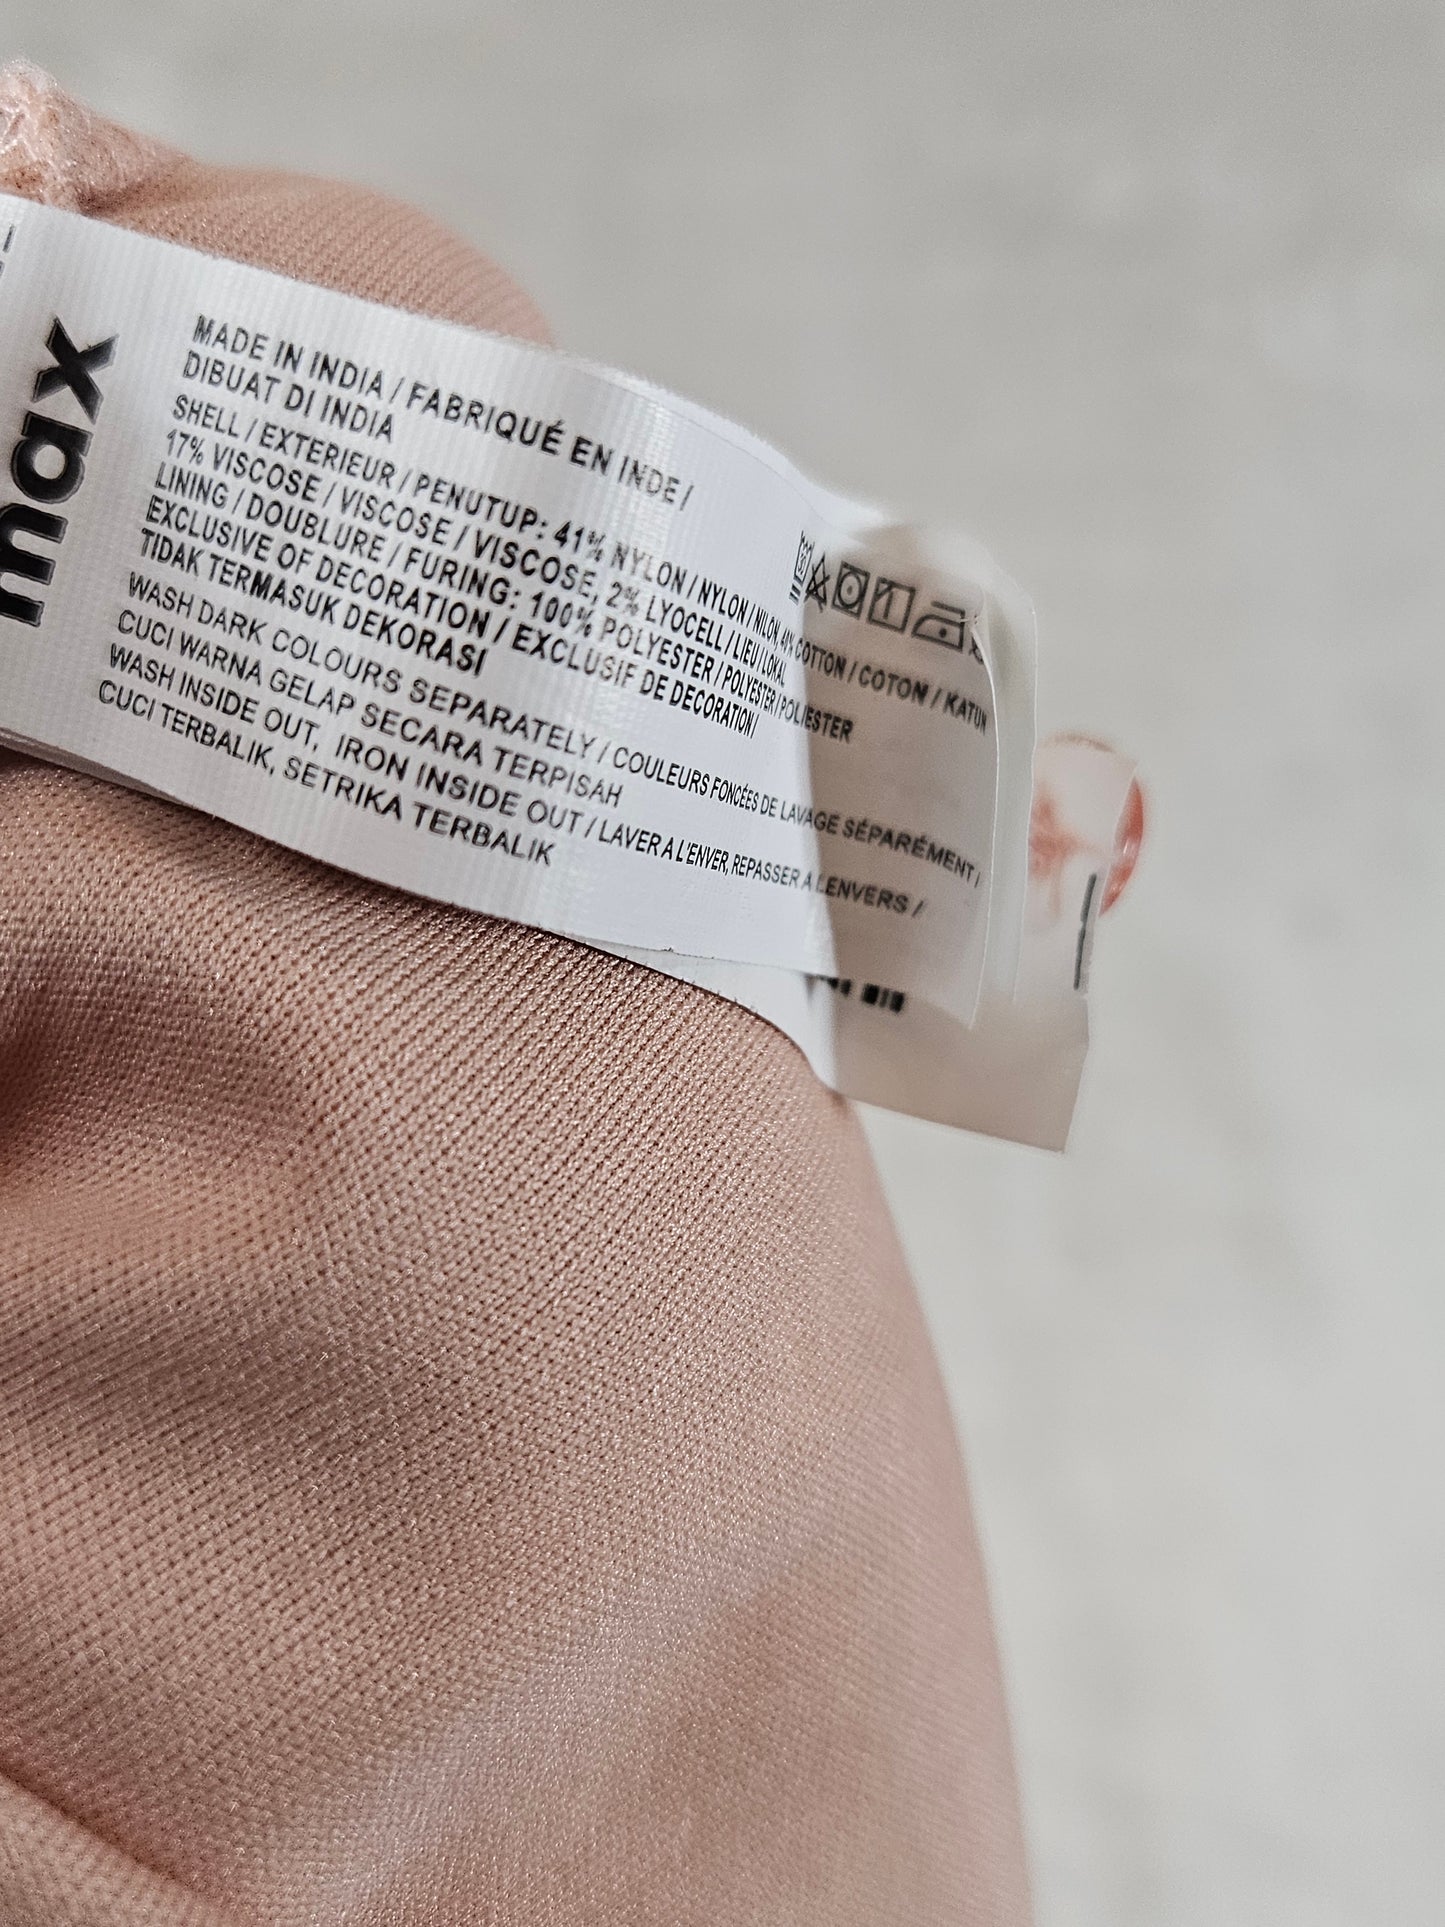 max
MADE IN INDIA / FABRIQUÉ EN INDE /
DIBUAT DI INDIA
SHELL / EXTERIEUR / PENUTUP: 41% NYLON / NYLON / NILON, 40% COTTON / COTON / KATUN
17% VISCOSE / VISCOSE / VISCOSE, 2% LYOCELL / LIEU / LOKAL
LINING / DOUBLURE / FURING: 100% POLYESTER / POLYESTER / POLIESTER
EXCLUSIVE OF DECORATION / EXCLUSIF DE DECORATION /
TIDAK TERMASUK DEKORASI
WASH DARK COLOURS SEPARATELY / COULEURS FONCÉES DE LAVAGE SÉPARÉMENT /
CUCI WARNA GELAP SECARA TERPISAH
WASH INSIDE OUT, IRON INSIDE OUT / LAVER A L'ENVER, REPASSER A LENVERS /
CUCI TERBALIK, SETRIKA TERBALIK